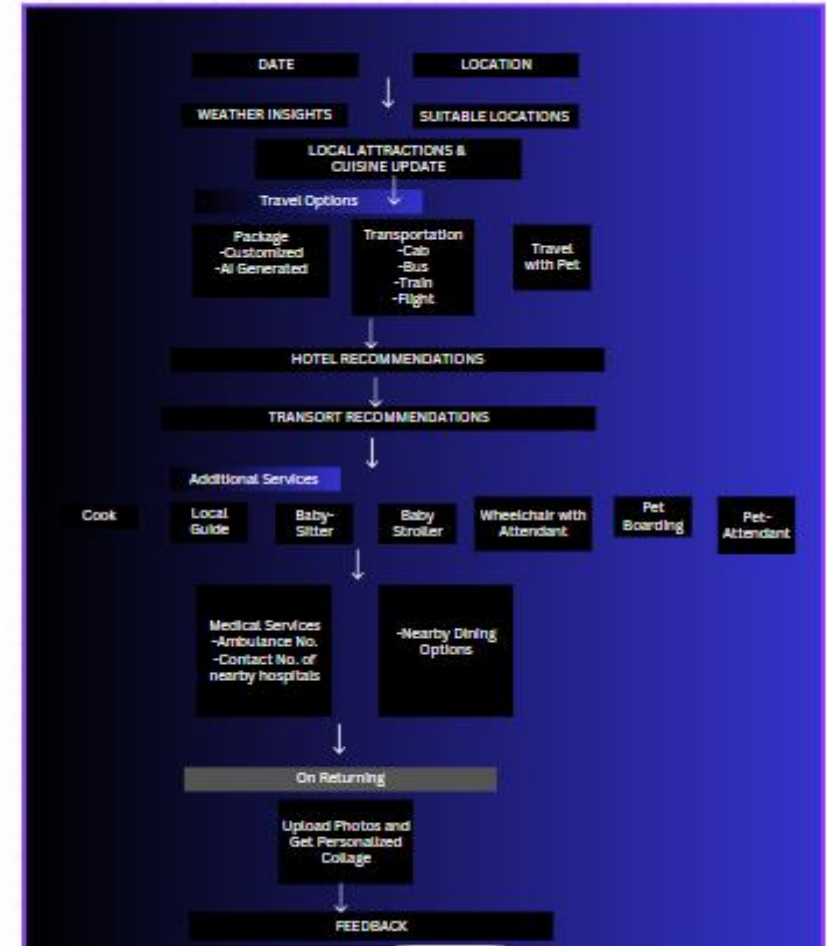 DATE
LOCATION
WEATHER INSIGHTS
SUITABLE LOCATIONS
LOCAL ATTRACTIONS &
CUISINE UPDATE
Travel Options
Package
-Customized
-AI Generated
Transportation
-Cab
-Bus
-Train
-Flight
Travel
with Pet
HOTEL RECOMMENDATIONS
TRANSORT RECOMMENDATIONS
Additional Services
Cook
Local
Guide
Baby-
Sitter
Baby
Stroller
Wheelchair with
Attendant
Pet
Boarding
Pet-
Attendant
Medical Services
-Ambulance No.
-Contact No. of
nearby hospitals
-Nearby Dining
Options
On Returning
Upload Photos and
Get Personalized
Collage
FEEDBACK